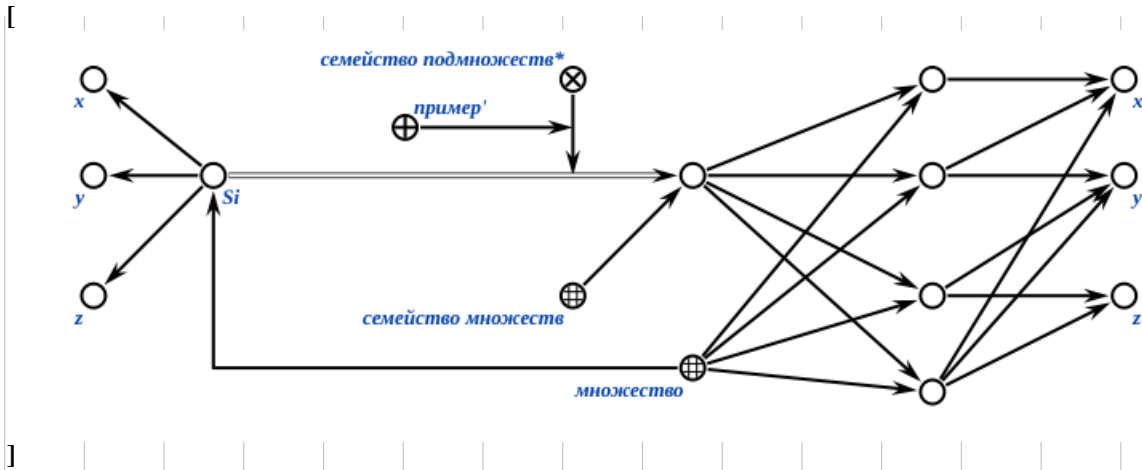 [
семейство подмножеств*
x
пример'
x
y
Si
y
z
семейство множеств
z
множество
]